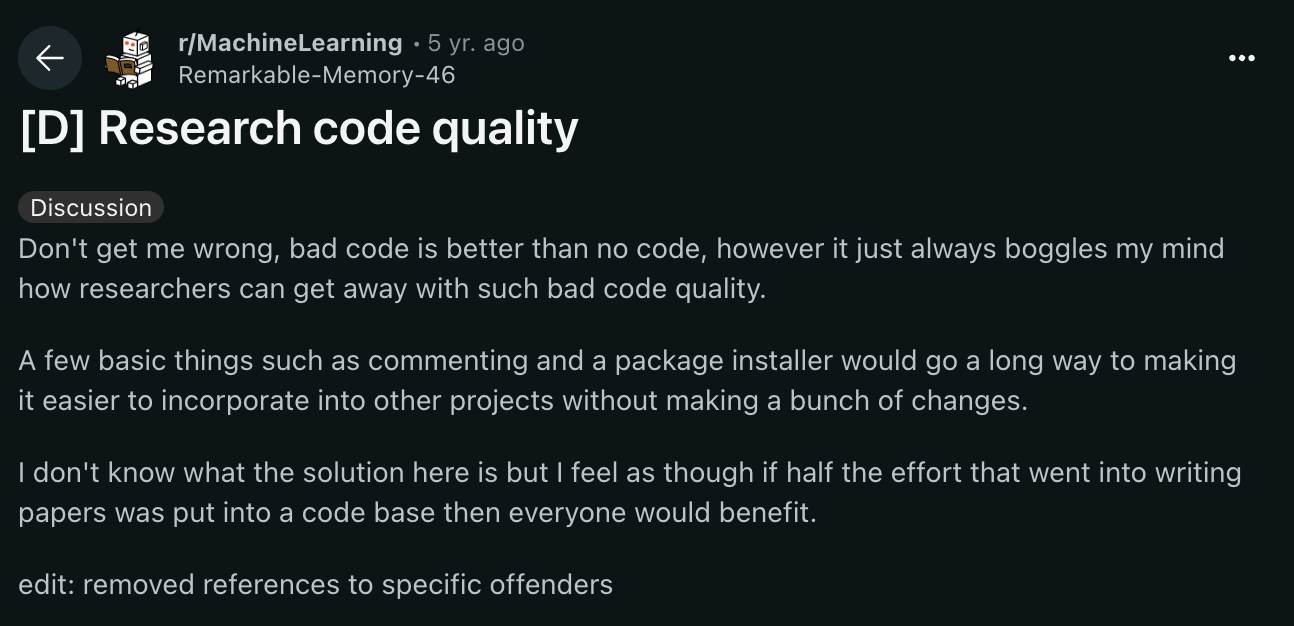 r/MachineLearning • 5 yr. ago
Remarkable-Memory-46
[D] Research code quality
Discussion
Don't get me wrong, bad code is better than no code, however it just always boggles my mind
how researchers can get away with such bad code quality.
A few basic things such as commenting and a package installer would go a long way to making
it easier to incorporate into other projects without making a bunch of changes.
I don't know what the solution here is but I feel as though if half the effort that went into writing
papers was put into a code base then everyone would benefit.
edit: removed references to specific offenders